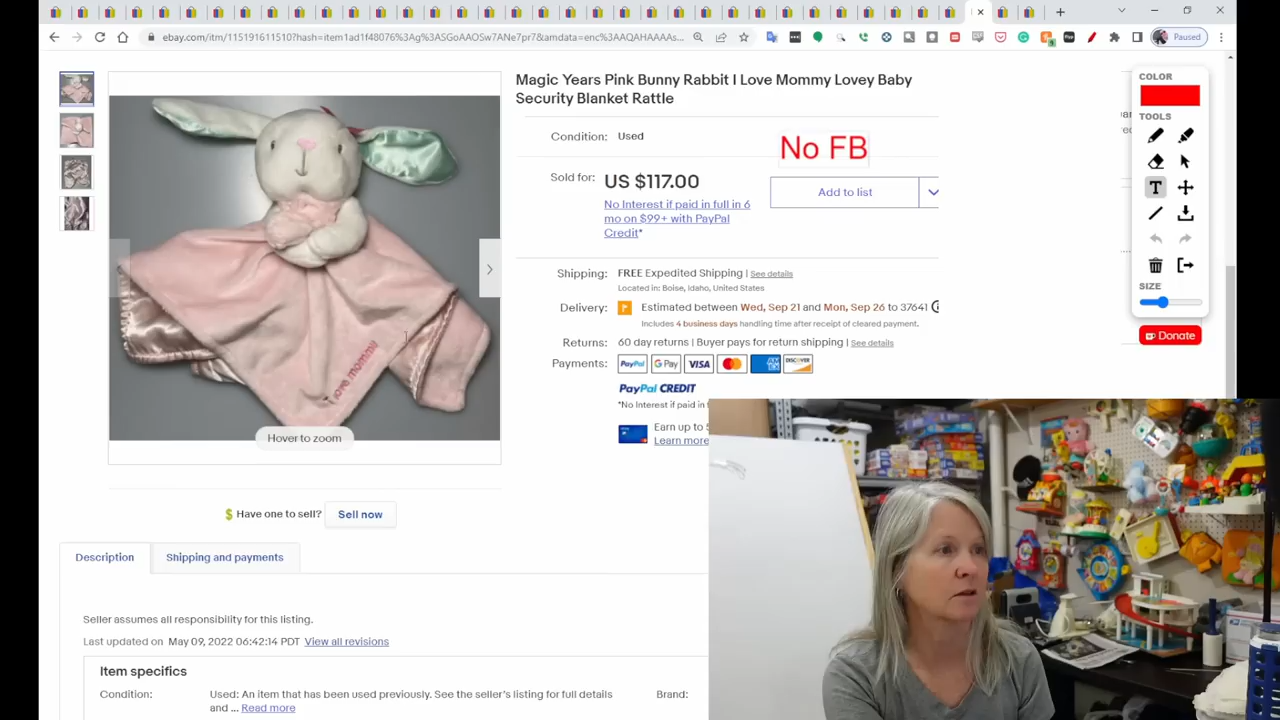 ebay.com/itm/115191611510?hash=item1ad1f48076%3Ag%3ASGoAAOSw7ANe7pr7&amdata=enc%3AAQAHAAAAs...
Paused
Magic Years Pink Bunny Rabbit I Love Mommy Lovey Baby
Security Blanket Rattle
Condition: Used
No FB
Sold for: US $117.00
Add to list
No Interest if paid in full in 6
mo on $99+ with PayPal
Credit*
Shipping: FREE Expedited Shipping | See details
Located in: Boise, Idaho, United States
Delivery: Estimated between Wed, Sep 21 and Mon, Sep 26 to 37641
Includes 4 business days handling time after receipt of cleared payment.
Returns: 60 day returns | Buyer pays for return shipping | See details
Payments: PayPal G Pay VISA DISCOVER
PayPal CREDIT
*No Interest if paid in
Earn up to
Learn more
love mommy
Hover to zoom
Have one to sell? Sell now
Description
Shipping and payments
Seller assumes all responsibility for this listing.
Last updated on May 09, 2022 06:42:14 PDT View all revisions
Item specifics
Condition: Used: An item that has been used previously. See the seller's listing for full details
and ... Read more
Brand:
COLOR
TOOLS
T
SIZE
Donate